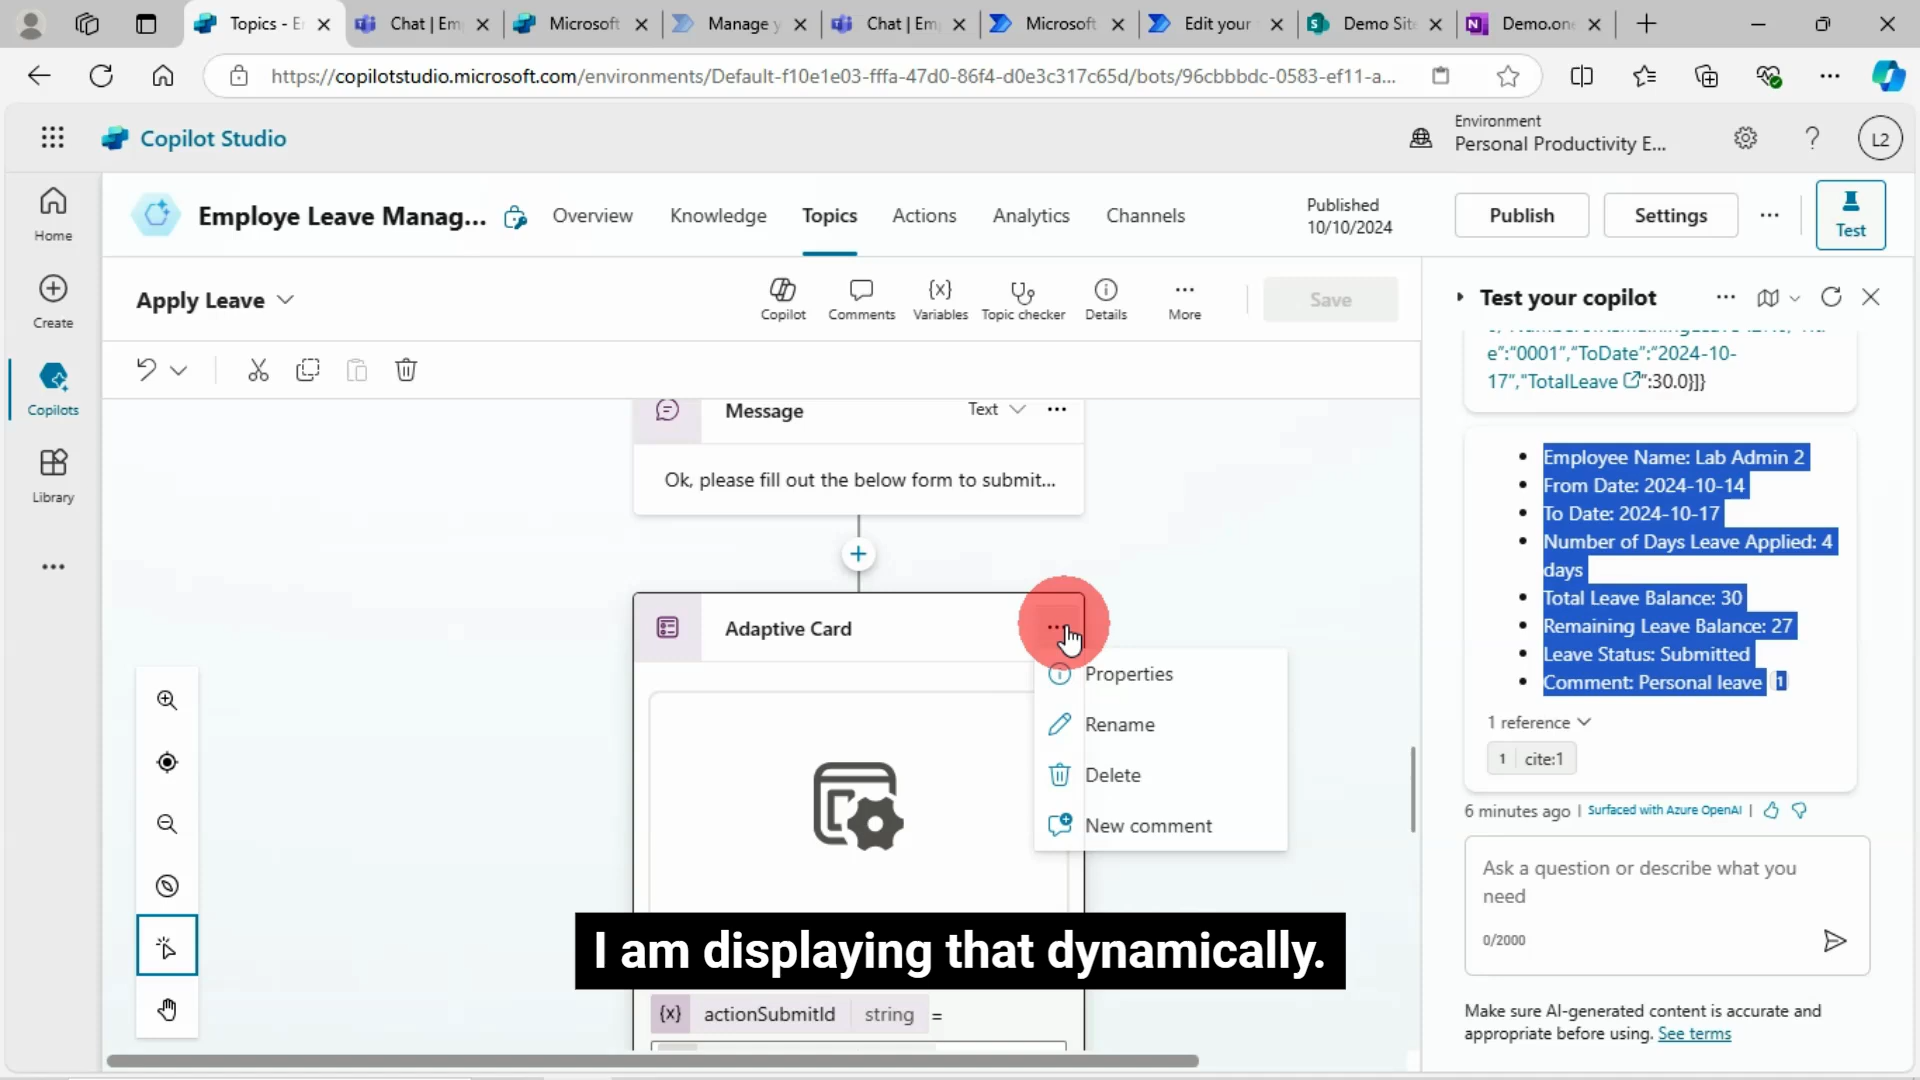 Topics - E
Chat | Em
Microsoft
Manage y
Chat | Em
Microsoft
Edit your
Demo Site
Demo.one
https://copilotstudio.microsoft.com/environments/Default-f10e1e03-fffa-47d0-86f4-d0e3c317c65d/bots/96cbbbdc-0583-ef11-a...
Copilot Studio
Environment
Personal Productivity E...
L2
Employe Leave Manag...
Overview
Knowledge
Topics
Actions
Analytics
Channels
Published
10/10/2024
Publish
Settings
Test
Home
Create
Copilots
Library
Apply Leave
Copilot
Comments
Variables
Topic checker
Details
More
Save
Message
Text
Ok, please fill out the below form to submit...
Adaptive Card
Properties
Rename
Delete
New comment
{x} actionSubmitId string =
I am displaying that dynamically.
Test your copilot
e":"0001","ToDate":"2024-10-
17","TotalLeave":30.0}]}
Employee Name: Lab Admin 2
From Date: 2024-10-14
To Date: 2024-10-17
Number of Days Leave Applied: 4
days
Total Leave Balance: 30
Remaining Leave Balance: 27
Leave Status: Submitted
Comment: Personal leave 1
1 reference
1 cite:1
6 minutes ago | Surfaced with Azure OpenAI |
Ask a question or describe what you
need
0/2000
Make sure AI-generated content is accurate and
appropriate before using. See terms